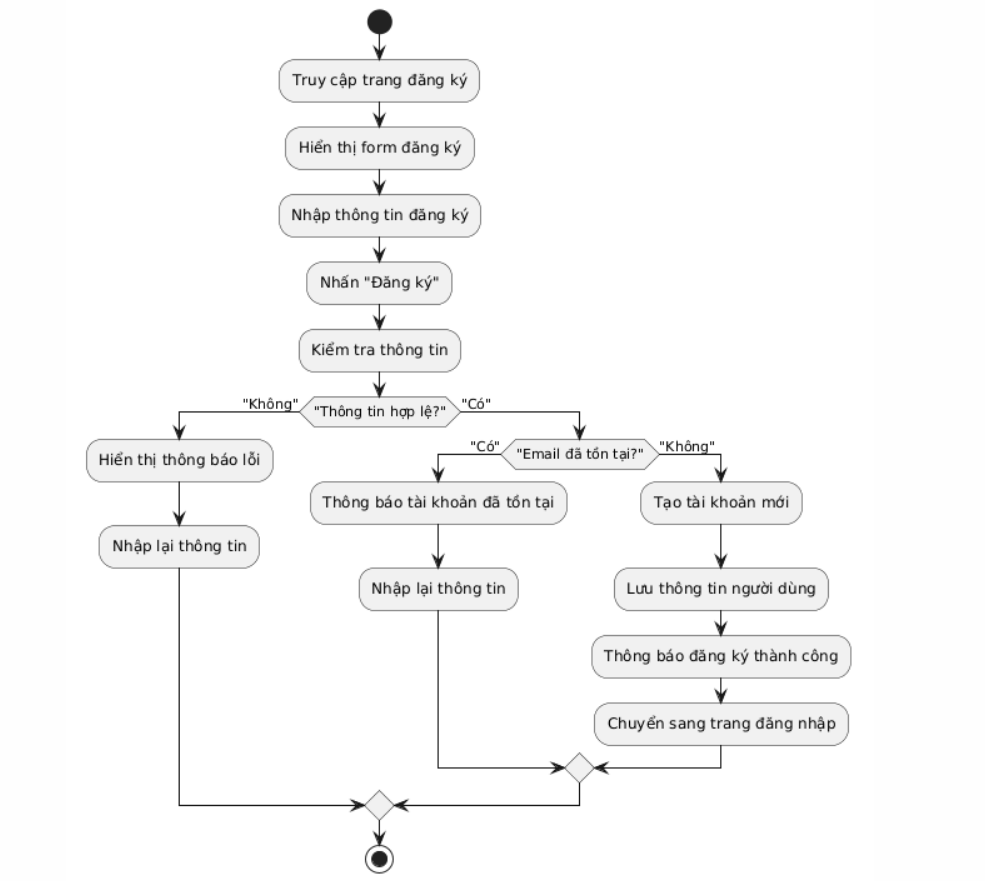 Truy cập trang đăng ký
Hiển thị form đăng ký
Nhập thông tin đăng ký
Nhấn "Đăng ký"
Kiểm tra thông tin
"Không"
"Thông tin hợp lệ?"
"Có"
Hiển thị thông báo lỗi
Nhập lại thông tin
"Có"
"Email đã tồn tại?"
"Không"
Thông báo tài khoản đã tồn tại
Nhập lại thông tin
Tạo tài khoản mới
Lưu thông tin người dùng
Thông báo đăng ký thành công
Chuyển sang trang đăng nhập